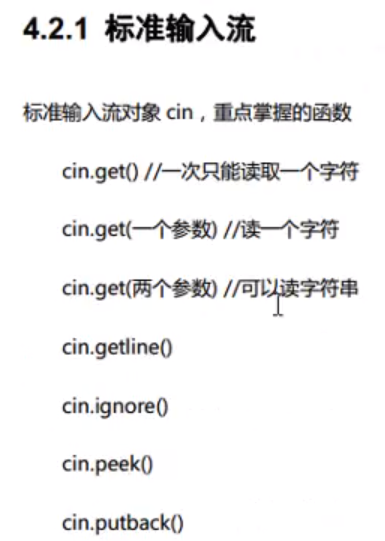 4.2.1 标准输入流
标准输入流对象 cin，重点掌握的函数
cin.get() //一次只能读取一个字符
cin.get(一个参数) //读一个字符
cin.get(两个参数) //可以读字符串
cin.getline()
cin.ignore()
cin.peek()
cin.putback()